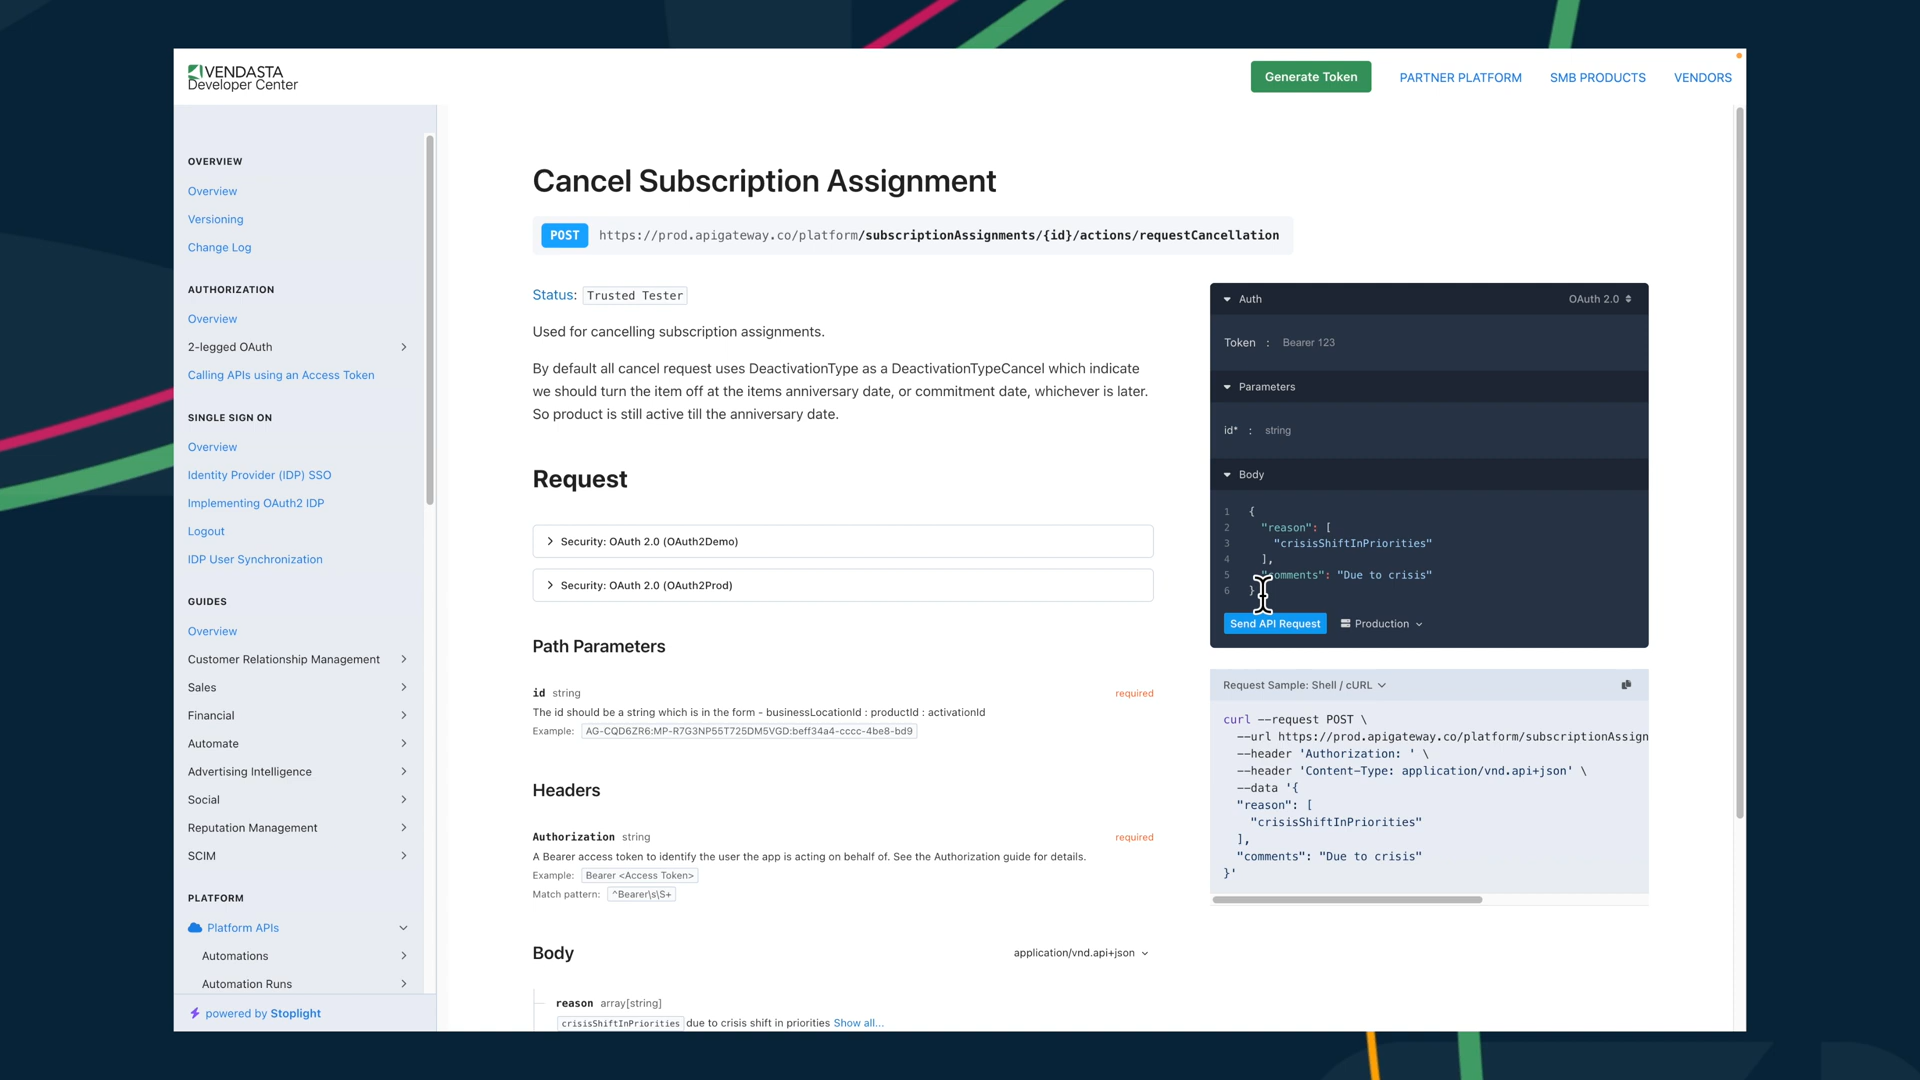 VENDASTA
Developer Center
Generate Token
PARTNER PLATFORM
SMB PRODUCTS
VENDORS
OVERVIEW
Overview
Versioning
Change Log
AUTHORIZATION
Overview
2-legged OAuth
Calling APIs using an Access Token
SINGLE SIGN ON
Overview
Identity Provider (IDP) SSO
Implementing OAuth2 IDP
Logout
IDP User Synchronization
GUIDES
Overview
Customer Relationship Management
Sales
Financial
Automate
Advertising Intelligence
Social
Reputation Management
SCIM
PLATFORM
Platform APIs
Automations
Automation Runs
powered by Stoplight
Cancel Subscription Assignment
POST https://prod.apigateway.co/platform/subscriptionAssignments/{id}/actions/requestCancellation
Status: Trusted Tester
Used for cancelling subscription assignments.
By default all cancel request uses DeactivationType as a DeactivationTypeCancel which indicate
we should turn the item off at the items anniversary date, or commitment date, whichever is later.
So product is still active till the anniversary date.
Request
Security: OAuth 2.0 (OAuth2Demo)
Security: OAuth 2.0 (OAuth2Prod)
Path Parameters
id string required
The id should be a string which is in the form - businessLocationId : productId : activationId
Example: AG-CQD6ZR6:MP-R7G3NP55T725DM5VGD:beff34a4-cccc-4be8-bd9
Headers
Authorization string required
A Bearer access token to identify the user the app is acting on behalf of. See the Authorization guide for details.
Example: Bearer <Access Token>
Match pattern: ^Bearer\s\S+
Body application/vnd.api+json
reason array[string]
crisisShiftInPriorities due to crisis shift in priorities Show all...
Auth OAuth 2.0
Token : Bearer 123
Parameters
id* : string
Body
1 {
2 "reason": [
3 "crisisShiftInPriorities"
4 ],
5 "comments": "Due to crisis"
6 }
Send API Request Production
Request Sample: Shell / cURL
curl --request POST \
--url https://prod.apigateway.co/platform/subscriptionAssign
--header 'Authorization: ' \
--header 'Content-Type: application/vnd.api+json' \
--data '{
"reason": [
"crisisShiftInPriorities"
],
"comments": "Due to crisis"
}'